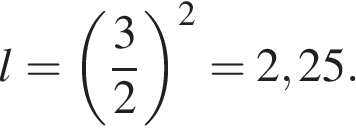 l = (3/2)^2 = 2,25.